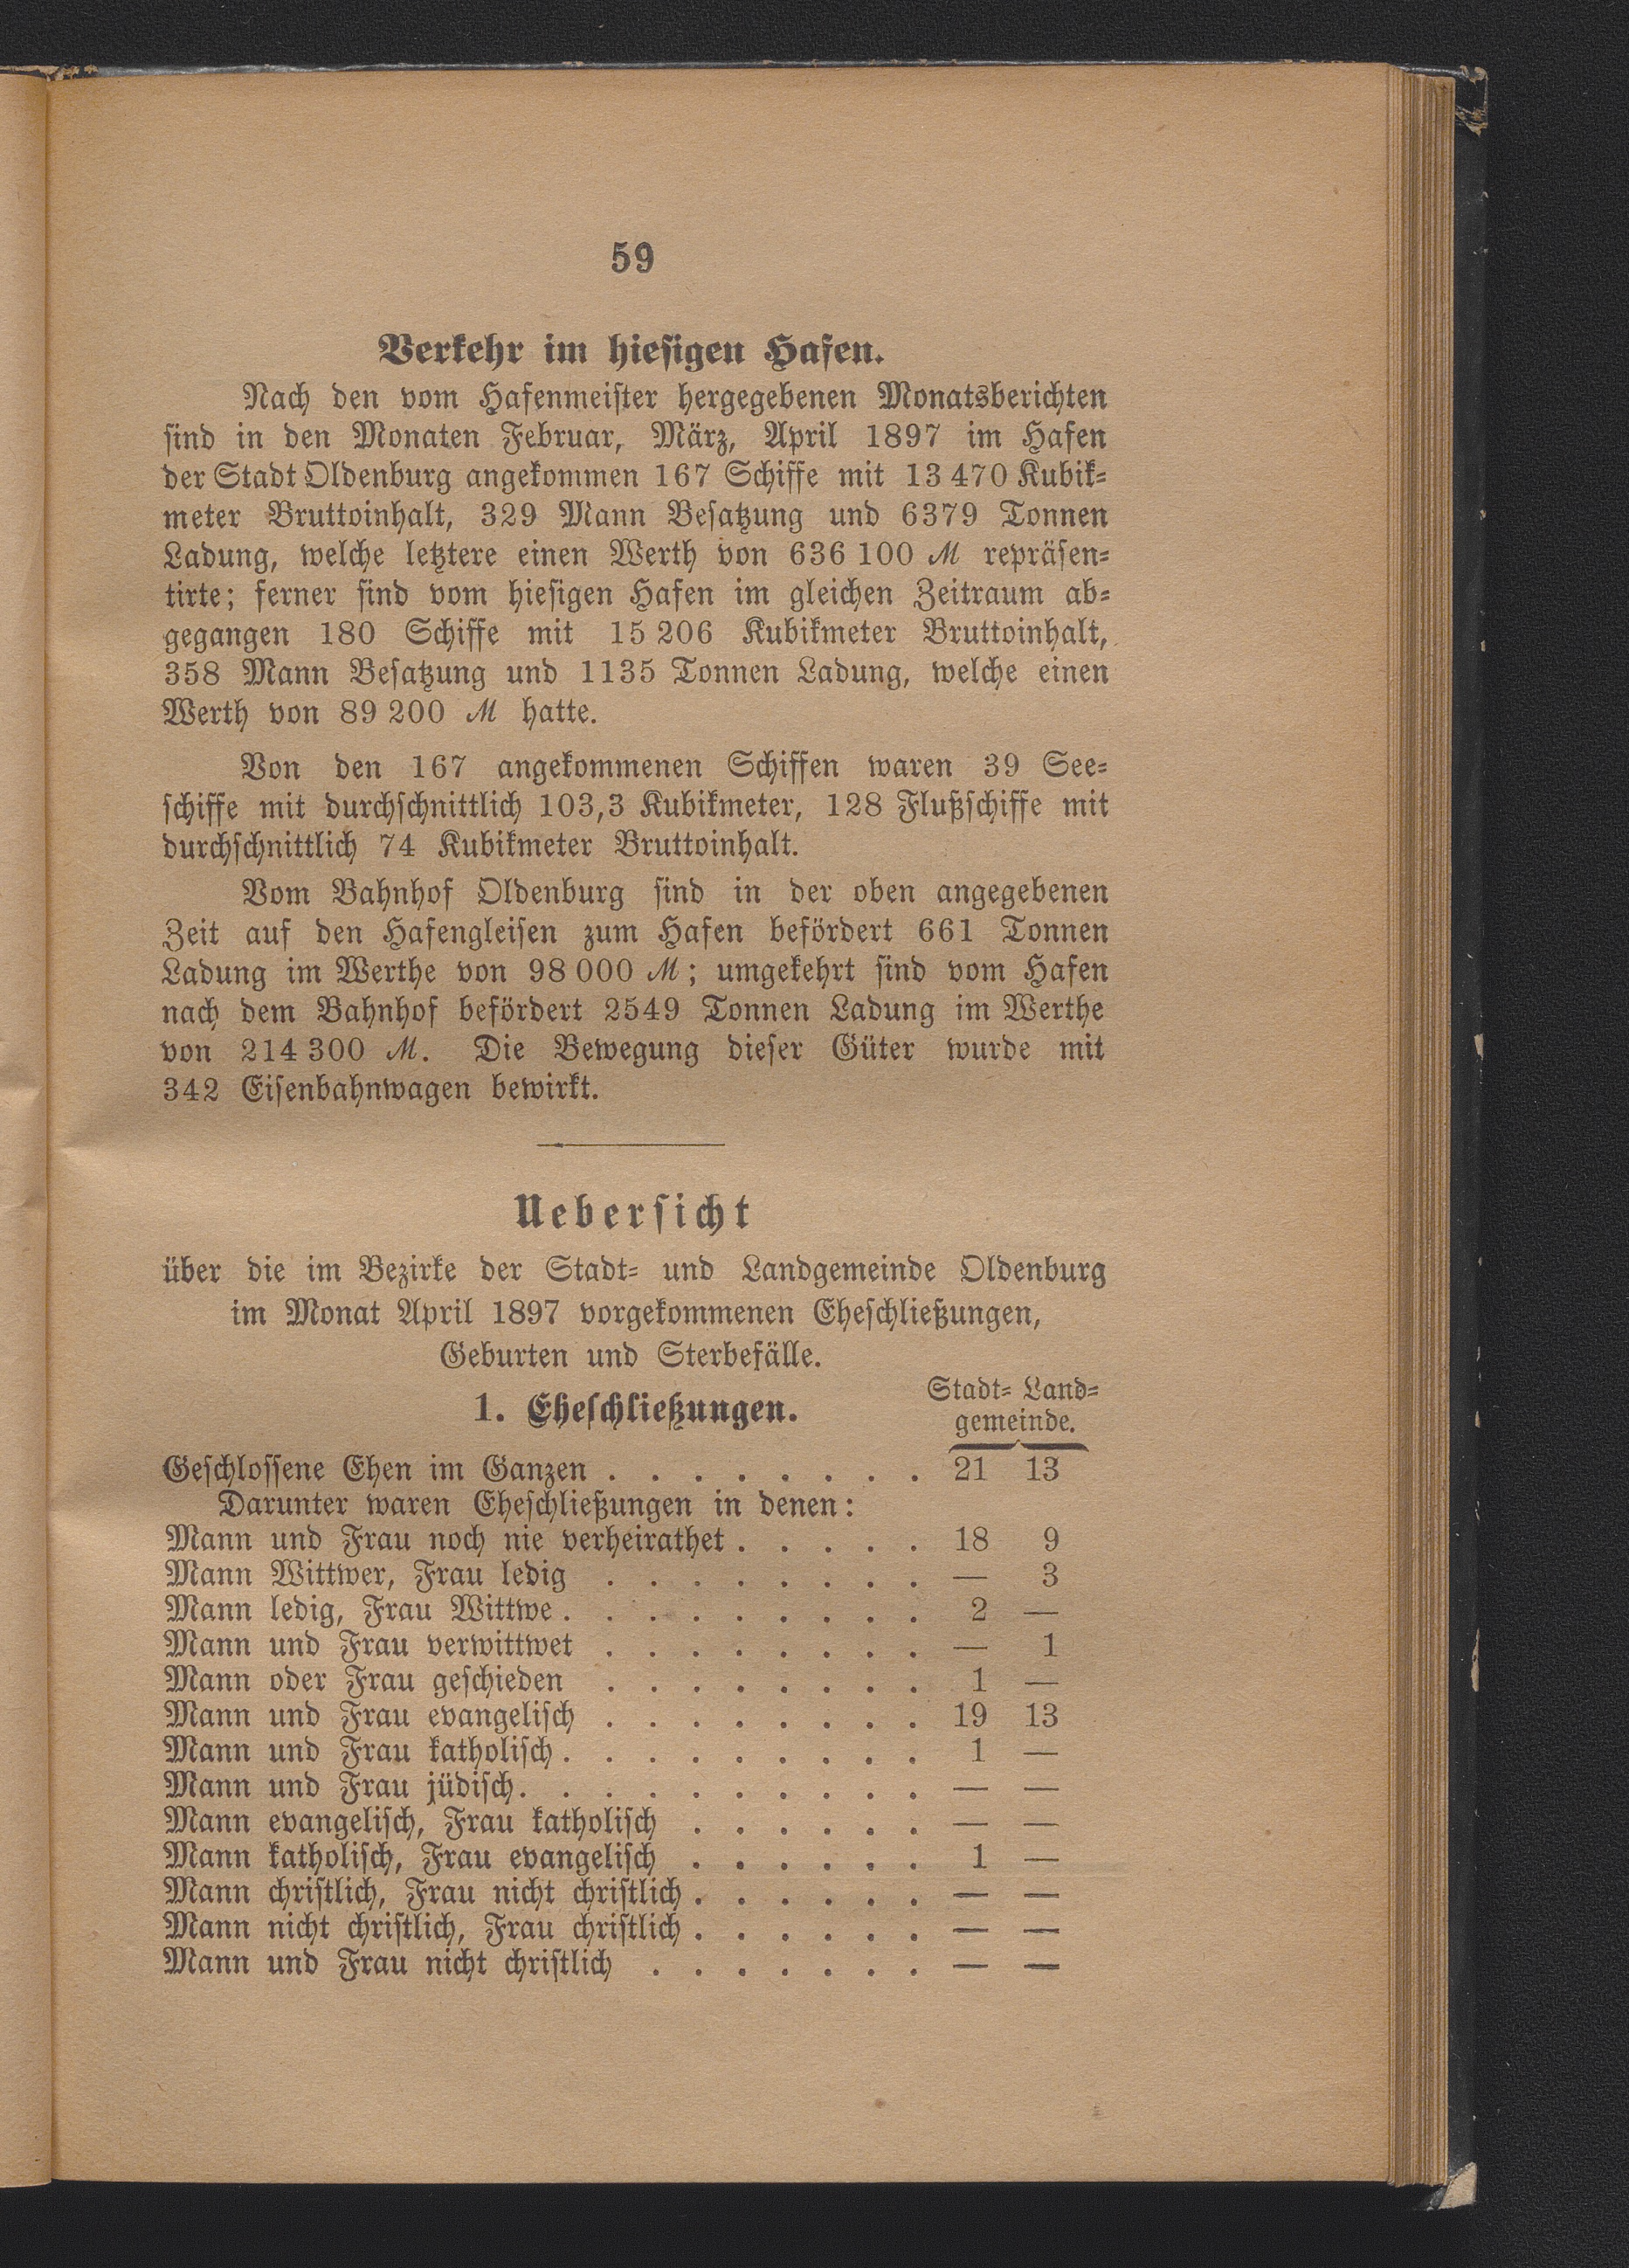 59
Verkehr im hiesigen Hafen.
Nach den vom Hafenmeister hergegebenen Monatsberichten
sind in den Monaten Februar, März, April 1897 im Hafen
der Stadt Oldenburg angekommen 167 Schiffe mit 13 470 Kubik-
meter Bruttoinhalt, 329 Mann Besatzung und 6379 Tonnen
Ladung, welche letztere einen Werth von 636 100 ℳ repräsen-
tirte; ferner sind vom hiesigen Hafen im gleichen Zeitraum ab-
gegangen 180 Schiffe mit 15 206 Kubikmeter Bruttoinhalt,
358 Mann Besatzung und 1135 Tonnen Ladung, welche einen
Werth von 89 200 ℳ hatte.
Von den 167 angekommenen Schiffen waren 39 See-
schiffe mit durchschnittlich 103,3 Kubikmeter, 128 Flußschiffe mit
durchschnittlich 74 Kubikmeter Bruttoinhalt.
Vom Bahnhof Oldenburg sind in der oben angegebenen
Zeit auf den Hafengleisen zum Hafen befördert 661 Tonnen
Ladung im Werthe von 98 000 ℳ; umgekehrt sind vom Hafen
nach dem Bahnhof befördert 2549 Tonnen Ladung im Werthe
von 214 300 ℳ. Die Bewegung dieser Güter wurde mit
342 Eisenbahnwagen bewirkt.
Uebersicht
über die im Bezirke der Stadt- und Landgemeinde Oldenburg
im Monat April 1897 vorgekommenen Eheschließungen,
Geburten und Sterbefälle.
1. Eheschließungen.
Stadt- Land-
gemeinde.
Geschlossene Ehen im Ganzen . . . . . . . . 21 13
Darunter waren Eheschließungen in denen:
Mann und Frau noch nie verheirathet . . . . . 18 9
Mann Wittwer, Frau ledig . . . . . . . . — 3
Mann ledig, Frau Wittwe . . . . . . . . . 2 —
Mann und Frau verwittwet . . . . . . . . — 1
Mann oder Frau geschieden . . . . . . . . 1 —
Mann und Frau evangelisch . . . . . . . . 19 13
Mann und Frau katholisch . . . . . . . . . 1 —
Mann und Frau jüdisch . . . . . . . . . . — —
Mann evangelisch, Frau katholisch . . . . . . — —
Mann katholisch, Frau evangelisch . . . . . . 1 —
Mann christlich, Frau nicht christlich . . . . . . — —
Mann nicht christlich, Frau christlich . . . . . . — —
Mann und Frau nicht christlich . . . . . . . — —